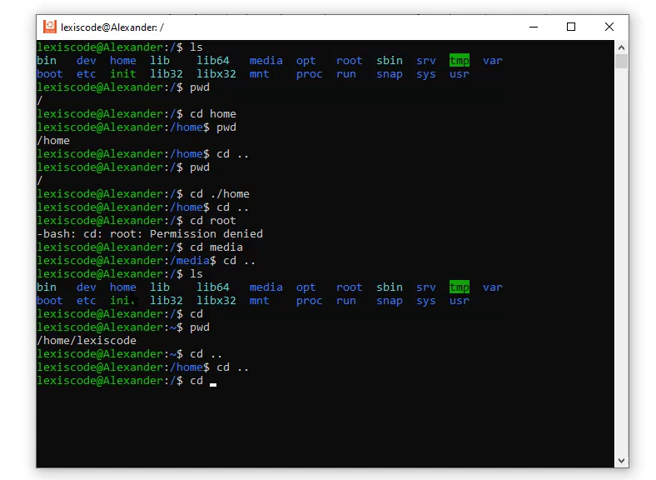 lexiscode@Alexander: /
lexiscode@Alexander:/$ ls
bin dev home lib lib64 media opt root sbin srv tmp var
boot etc init lib32 libx32 mnt proc run snap sys usr
lexiscode@Alexander:/$ pwd
/
lexiscode@Alexander:/$ cd home
lexiscode@Alexander:/home$ pwd
/home
lexiscode@Alexander:/home$ cd ..
lexiscode@Alexander:/$ pwd
/
lexiscode@Alexander:/$ cd ./home
lexiscode@Alexander:/home$ cd ..
lexiscode@Alexander:/$ cd root
-bash: cd: root: Permission denied
lexiscode@Alexander:/$ cd media
lexiscode@Alexander:/media$ cd ..
lexiscode@Alexander:/$ ls
bin dev home lib lib64 media opt root sbin srv tmp var
boot etc init lib32 libx32 mnt proc run snap sys usr
lexiscode@Alexander:/$ cd
lexiscode@Alexander:~$ pwd
/home/lexiscode
lexiscode@Alexander:~$ cd ..
lexiscode@Alexander:/home$ cd ..
lexiscode@Alexander:/$ cd